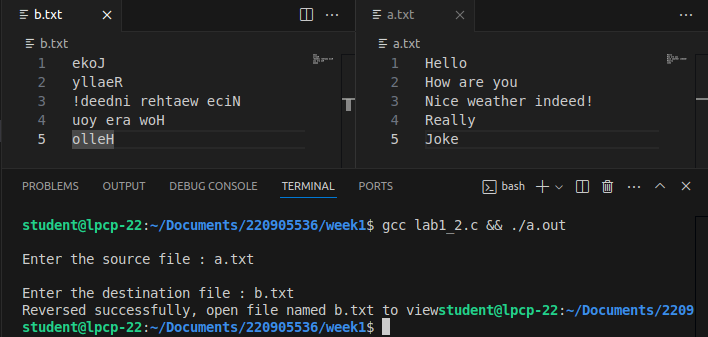 b.txt
b.txt
1 ekoJ
2 yllaeR
3 !deedni rehtaew eciN
4 uoy era woH
5 olleH
a.txt
a.txt
1 Hello
2 How are you
3 Nice weather indeed!
4 Really
5 Joke
PROBLEMS OUTPUT DEBUG CONSOLE TERMINAL PORTS bash
student@lpcp-22:~/Documents/220905536/week1$ gcc lab1_2.c && ./a.out
Enter the source file : a.txt
Enter the destination file : b.txt
Reversed successfully, open file named b.txt to viewstudent@lpcp-22:~/Documents/2209
student@lpcp-22:~/Documents/220905536/week1$